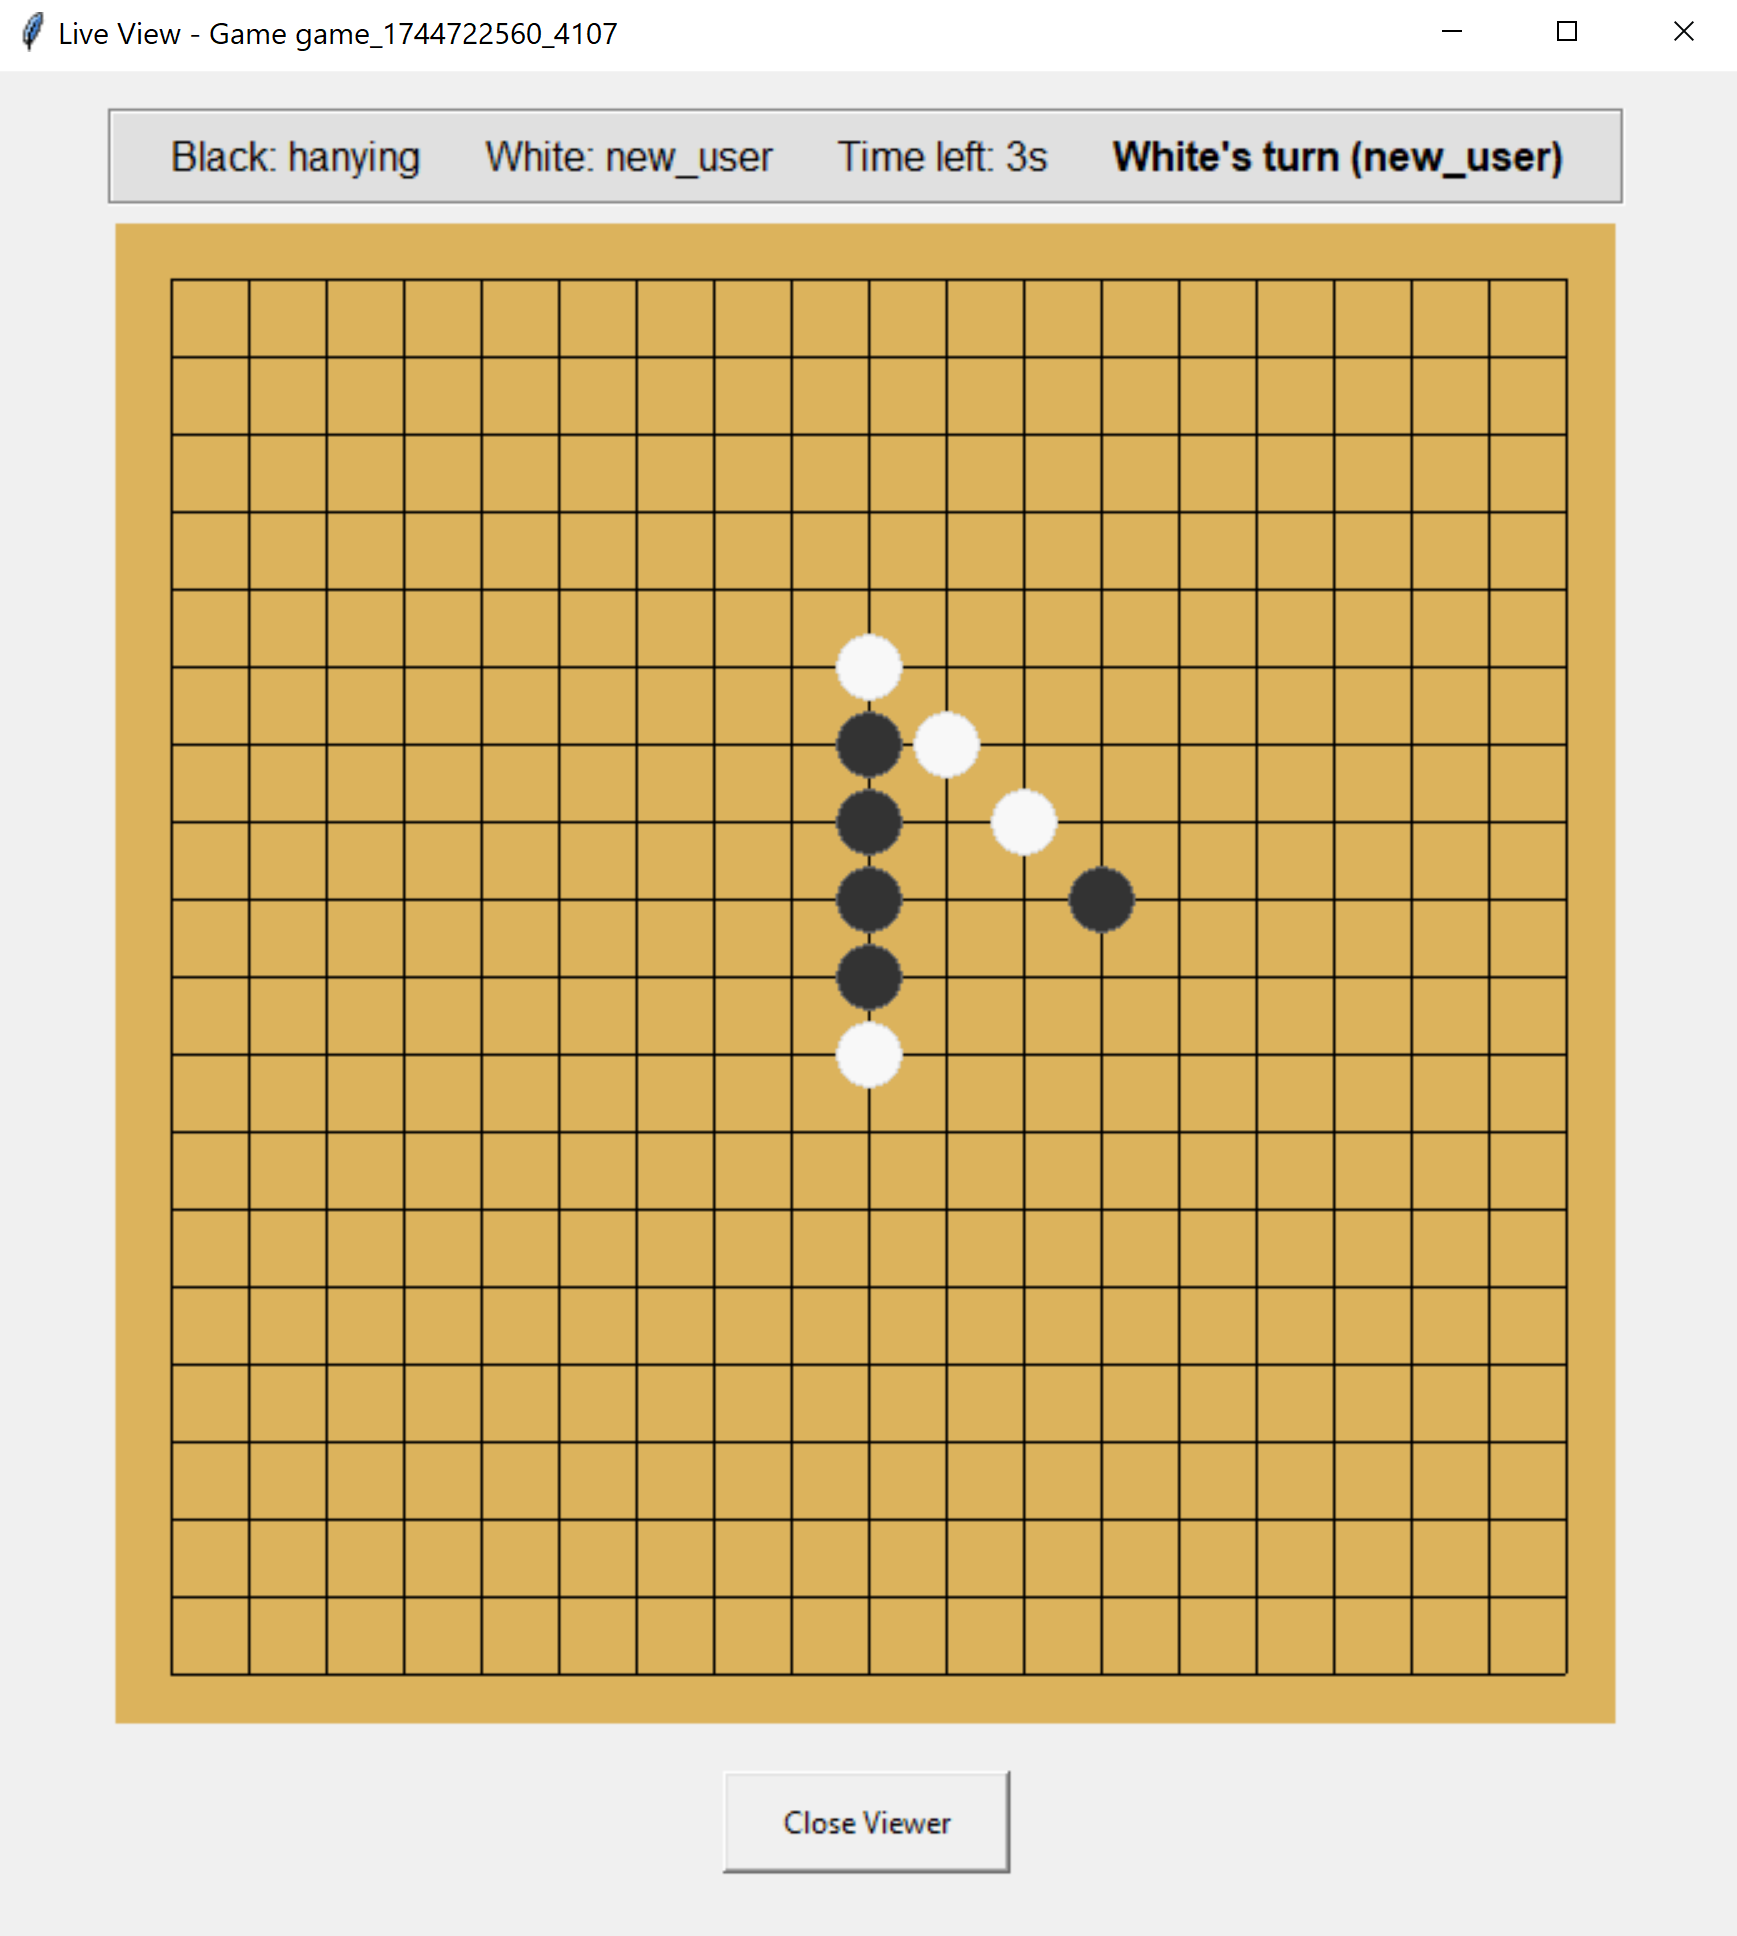 Live View - Game game_1744722560_4107
Black: hanying White: new_user Time left: 3s White's turn (new_user)
Close Viewer